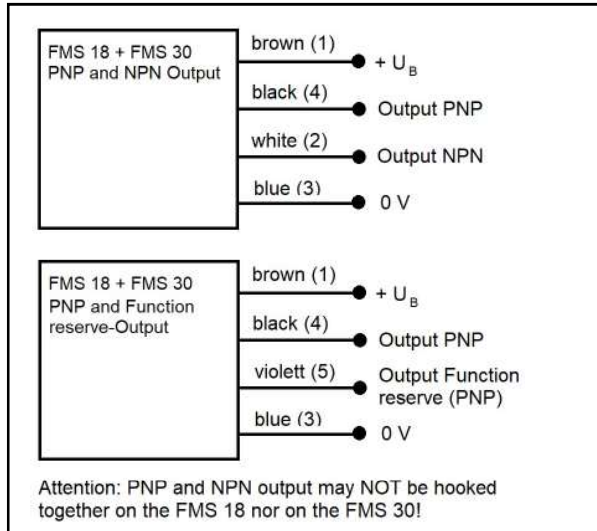 FMS 18 + FMS 30
PNP and NPN Output
brown (1)
+ UB
black (4)
Output PNP
white (2)
Output NPN
blue (3)
0 V
FMS 18 + FMS 30
PNP and Function
reserve-Output
brown (1)
+ UB
black (4)
Output PNP
violett (5)
Output Function
reserve (PNP)
blue (3)
0 V
Attention: PNP and NPN output may NOT be hooked
together on the FMS 18 nor on the FMS 30!